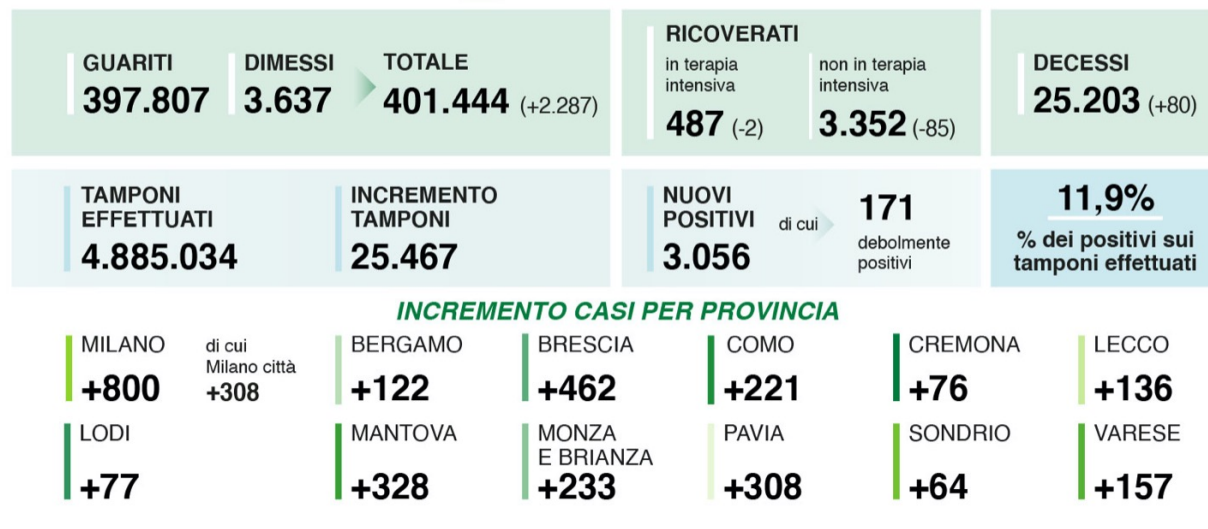 GUARITI
397.807
DIMESSI
3.637
TOTALE
401.444 (+2.287)
RICOVERATI
in terapia
intensiva
487 (-2)
non in terapia
intensiva
3.352 (-85)
DECESSI
25.203 (+80)
TAMPONI
EFFETTUATI
4.885.034
INCREMENTO
TAMPONI
25.467
NUOVI
POSITIVI
3.056
di cui
171
debolmente
positivi
11,9%
% dei positivi sui
tamponi effettuati
INCREMENTO CASI PER PROVINCIA
MILANO
+800
di cui
Milano città
+308
BERGAMO
+122
BRESCIA
+462
COMO
+221
CREMONA
+76
LECCO
+136
LODI
+77
MANTOVA
+328
MONZA
E BRIANZA
+233
PAVIA
+308
SONDRIO
+64
VARESE
+157